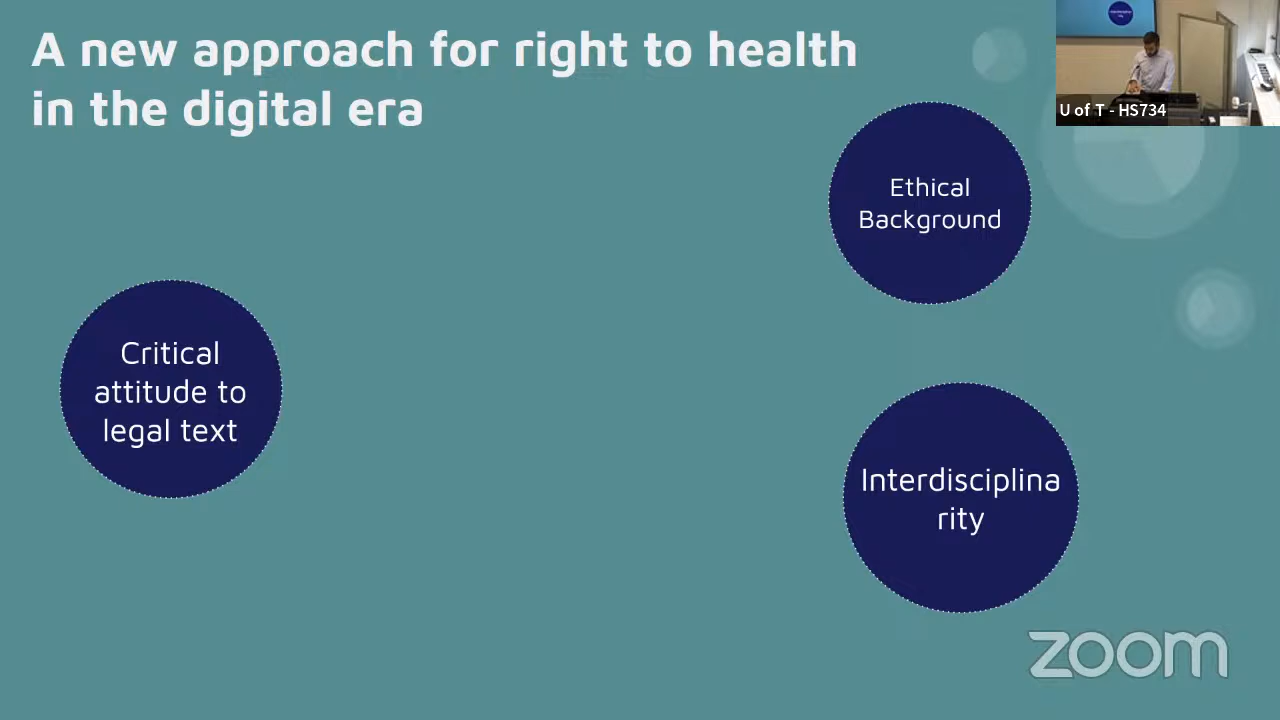 A new approach for right to health
in the digital era
U of T - HS734
Ethical
Background
Critical
attitude to
legal text
Interdisciplina
rity
zoom